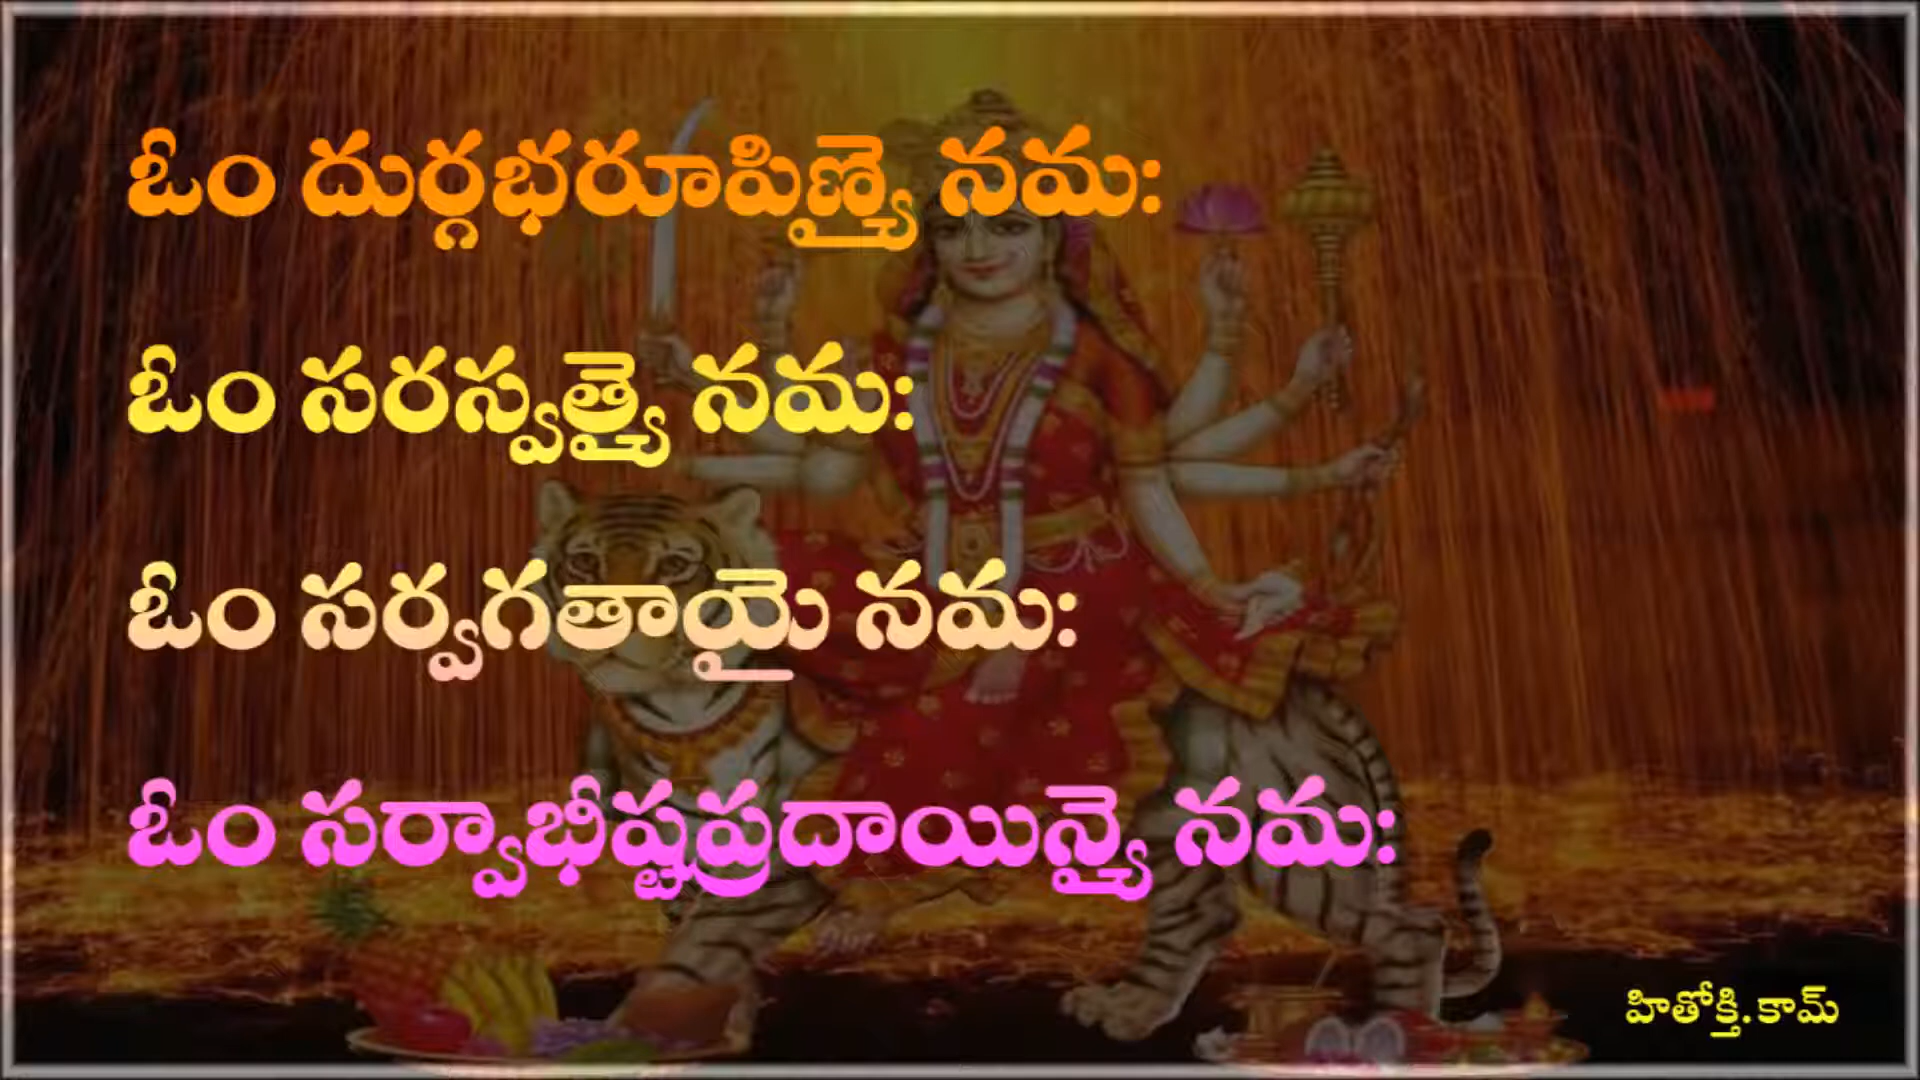 ఓం దుర్గభరూపిణ్యై నమ:
ఓం సరస్వత్యై నమ:
ఓం సర్వగతాయై నమ:
ఓం సర్వాభీష్టప్రదాయిన్యై నమ:
హితోక్తి.కామ్